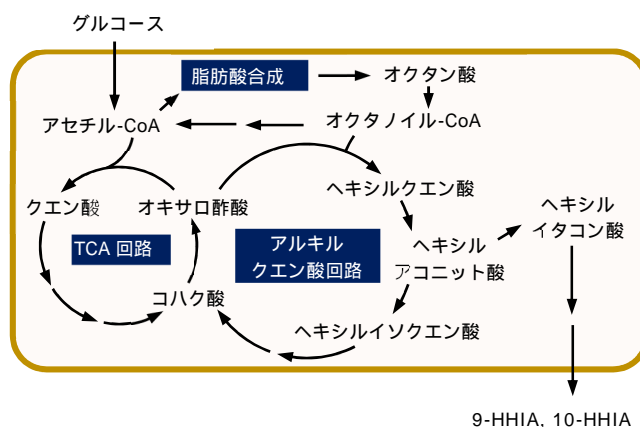 グルコース
脂肪酸合成
オクタン酸
アセチル-CoA
オクタノイル-CoA
クエン酸
オキサロ酢酸
ヘキシルクエン酸
ヘキシル
イタコン酸
TCA 回路
アルキル
クエン酸回路
ヘキシル
アコニット酸
コハク酸
ヘキシルイソクエン酸
9-HHIA, 10-HHIA